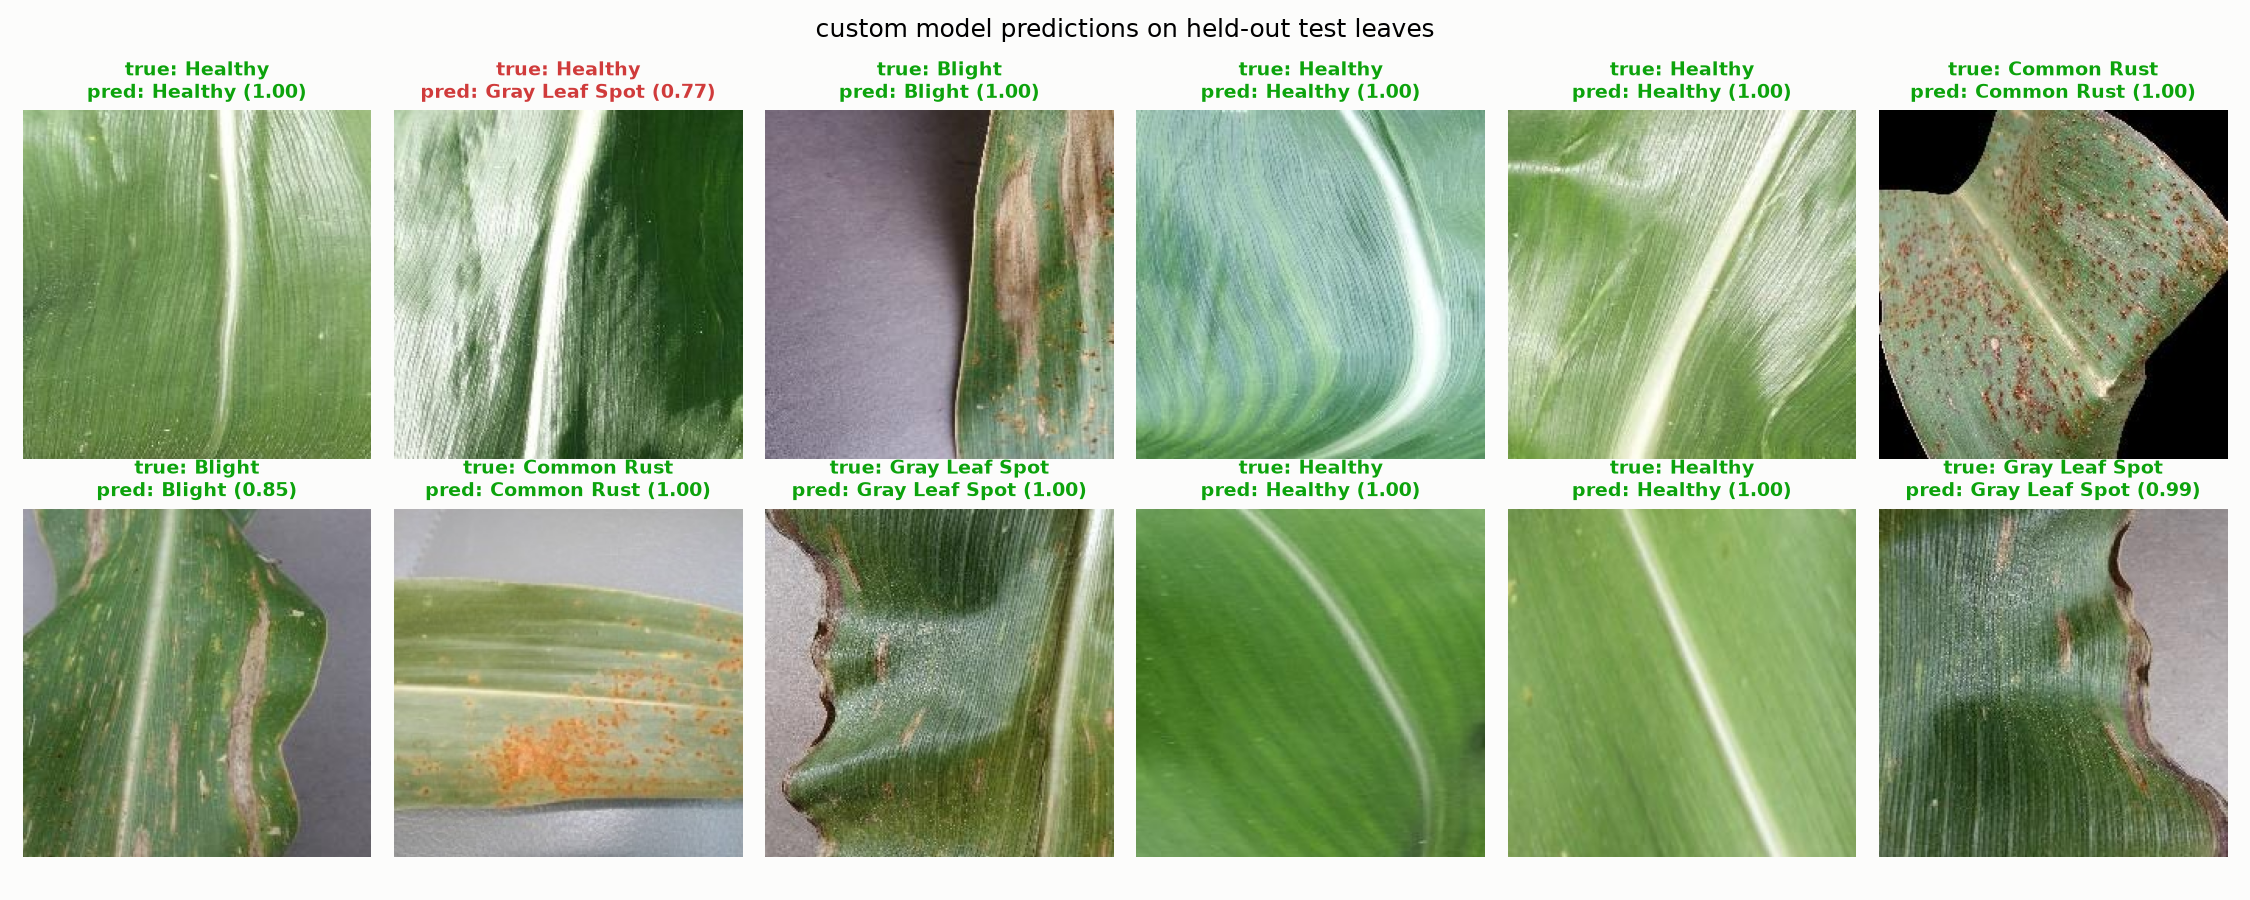 custom model predictions on held-out test leaves
true: Healthy
pred: Healthy (1.00)
true: Healthy
pred: Gray Leaf Spot (0.77)
true: Blight
pred: Blight (1.00)
true: Healthy
pred: Healthy (1.00)
true: Healthy
pred: Healthy (1.00)
true: Common Rust
pred: Common Rust (1.00)
true: Blight
pred: Blight (0.85)
true: Common Rust
pred: Common Rust (1.00)
true: Gray Leaf Spot
pred: Gray Leaf Spot (1.00)
true: Healthy
pred: Healthy (1.00)
true: Healthy
pred: Healthy (1.00)
true: Gray Leaf Spot
pred: Gray Leaf Spot (0.99)